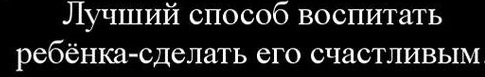 Лучший способ воспитать
ребёнка-сделать его счастливым.